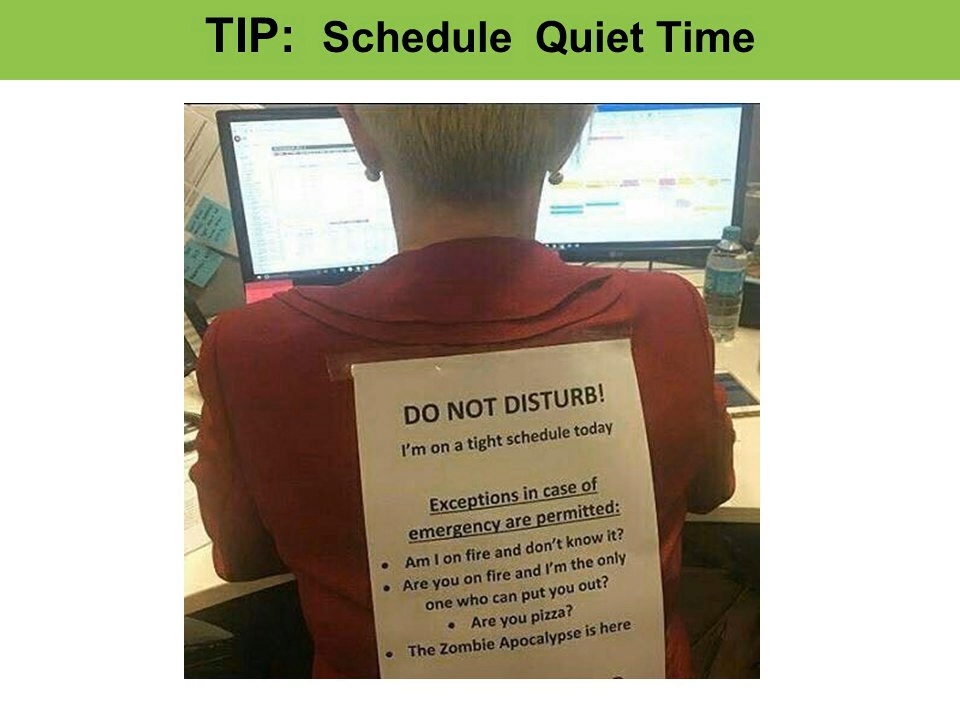 TIP: Schedule Quiet Time
DO NOT DISTURB!
I'm on a tight schedule today
Exceptions in case of
emergency are permitted:
• Am I on fire and don't know it?
• Are you on fire and I'm the only
one who can put you out?
• Are you pizza?
• The Zombie Apocalypse is here